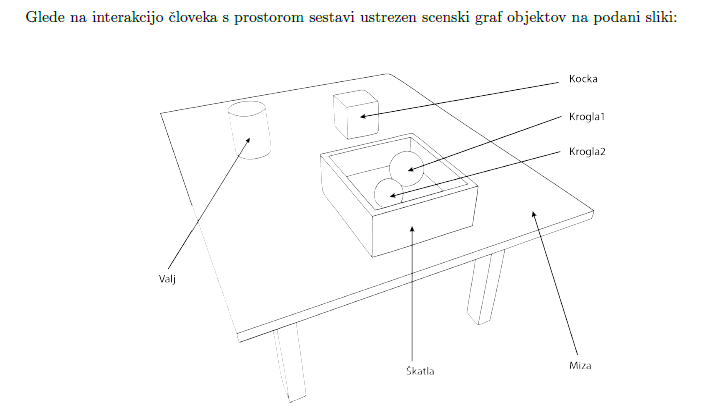 Glede na interakcijo človeka s prostorom sestavi ustrezen scenski graf objektov na podani sliki:
Kocka
Krogla1
Krogla2
Valj
Škatla
Miza